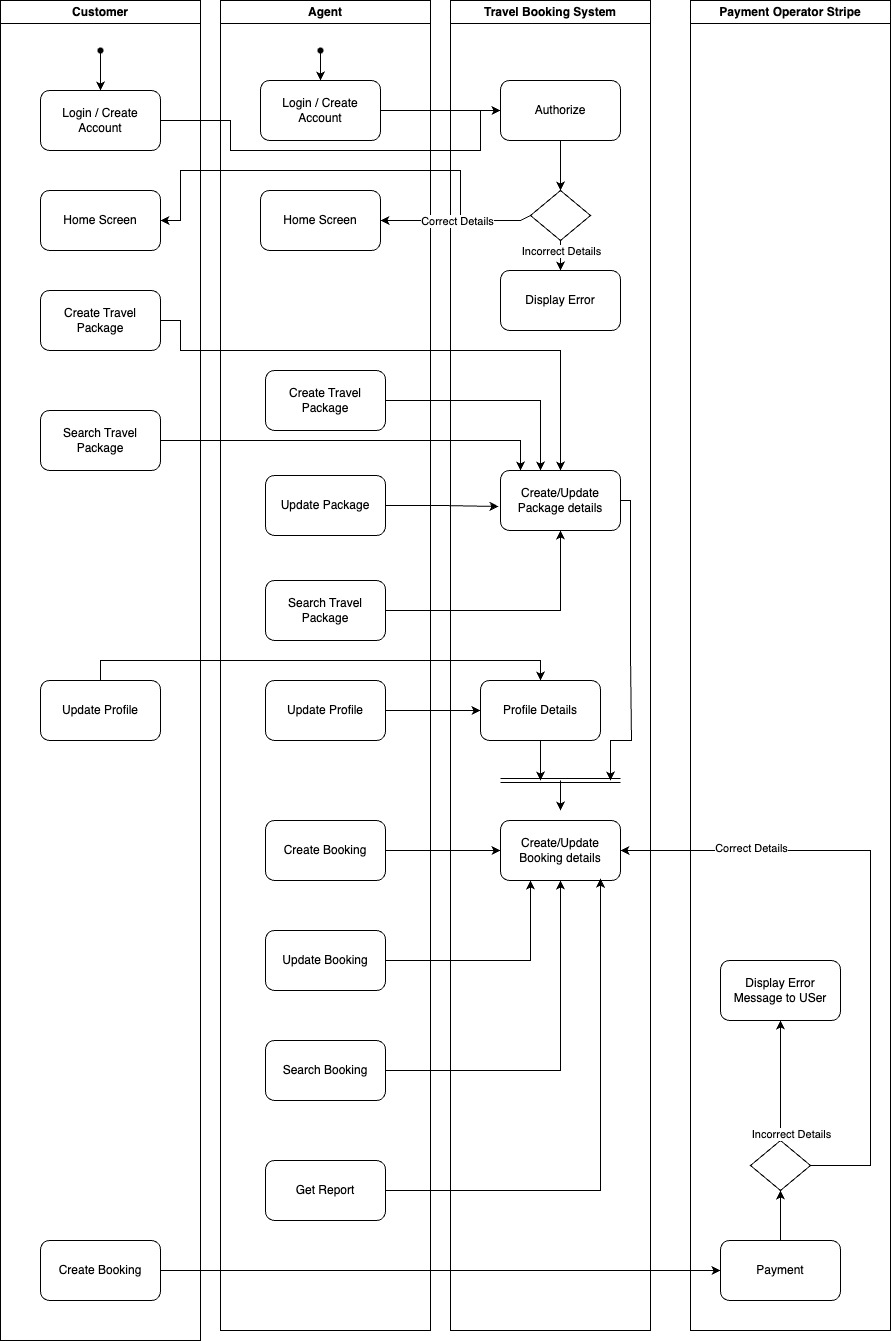 Customer
Agent
Travel Booking System
Payment Operator Stripe
Login / Create
Account
Login / Create
Account
Authorize
Home Screen
Home Screen
Correct Details
Incorrect Details
Display Error
Create Travel
Package
Create Travel
Package
Search Travel
Package
Update Package
Create/Update
Package details
Search Travel
Package
Update Profile
Update Profile
Profile Details
Create Booking
Create/Update
Booking details
Correct Details
Update Booking
Display Error
Message to USer
Search Booking
Incorrect Details
Get Report
Create Booking
Payment